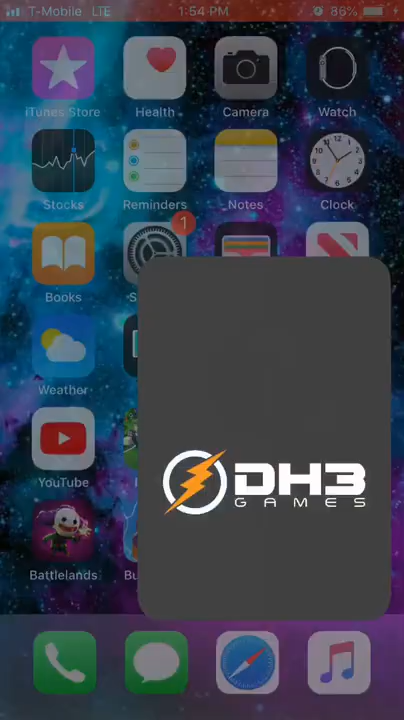 T-Mobile LTE 1:54 PM 86%
iTunes Store Health Camera Watch
Stocks Reminders Notes Clock
1
Books
Weather
YouTube
DH3
GAMES
Battlelands